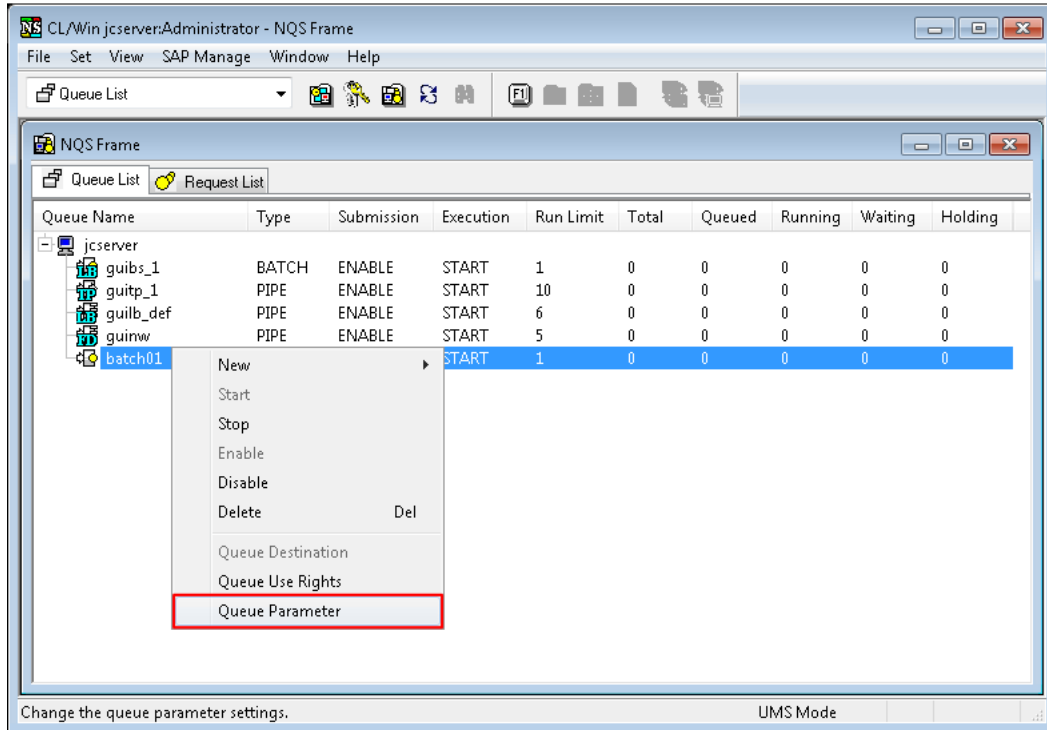 CL/Win jcserver:Administrator - NQS Frame
File Set View SAP Manage Window Help
Queue List F1
NQS Frame
Queue List Request List
Queue Name Type Submission Execution Run Limit Total Queued Running Waiting Holding
jcserver
guibs_1 BATCH ENABLE START 1 0 0 0 0 0
guitp_1 PIPE ENABLE START 10 0 0 0 0 0
guilb_def PIPE ENABLE START 6 0 0 0 0 0
guinw PIPE ENABLE START 5 0 0 0 0 0
batch01 START 1 0 0 0 0 0
New
Start
Stop
Enable
Disable
Delete Del
Queue Destination
Queue Use Rights
Queue Parameter
Change the queue parameter settings. UMS Mode